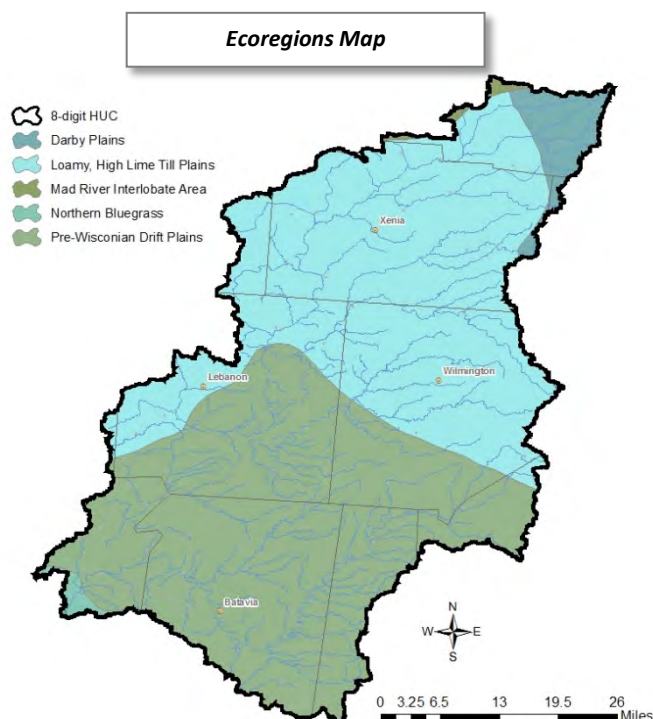 Ecoregions Map
8-digit HUC
Darby Plains
Loamy, High Lime Till Plains
Mad River Interlobate Area
Northern Bluegrass
Pre-Wisconian Drift Plains
Xenia
Lebanon
Wilmington
Batavia
N
W E
S
0 3.25 6.5 13 19.5 26
Miles